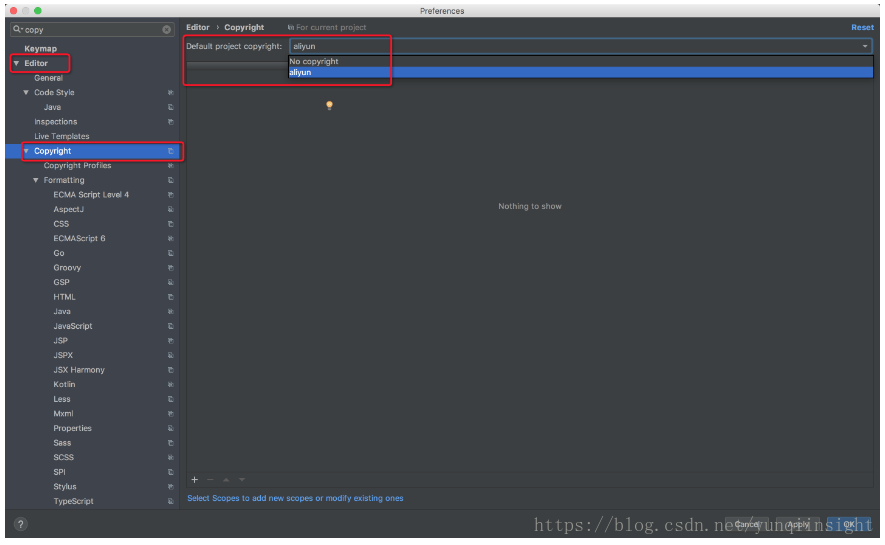 Preferences
copy
Editor › Copyright For current project Reset
Keymap
Default project copyright: aliyun
Editor
No copyright
aliyun
General
Code Style
Java
Inspections
Live Templates
Copyright
Copyright Profiles
Formatting
ECMA Script Level 4
AspectJ
CSS
Nothing to show
ECMAScript 6
Go
Groovy
GSP
HTML
Java
JavaScript
JSP
JSPX
JSX Harmony
Kotlin
Less
Mxml
Properties
Sass
SCSS
SPI
Stylus
TypeScript
Select Scopes to add new scopes or modify existing ones
? Cancel Apply OK
https://blog.csdn.net/yunqiinsight